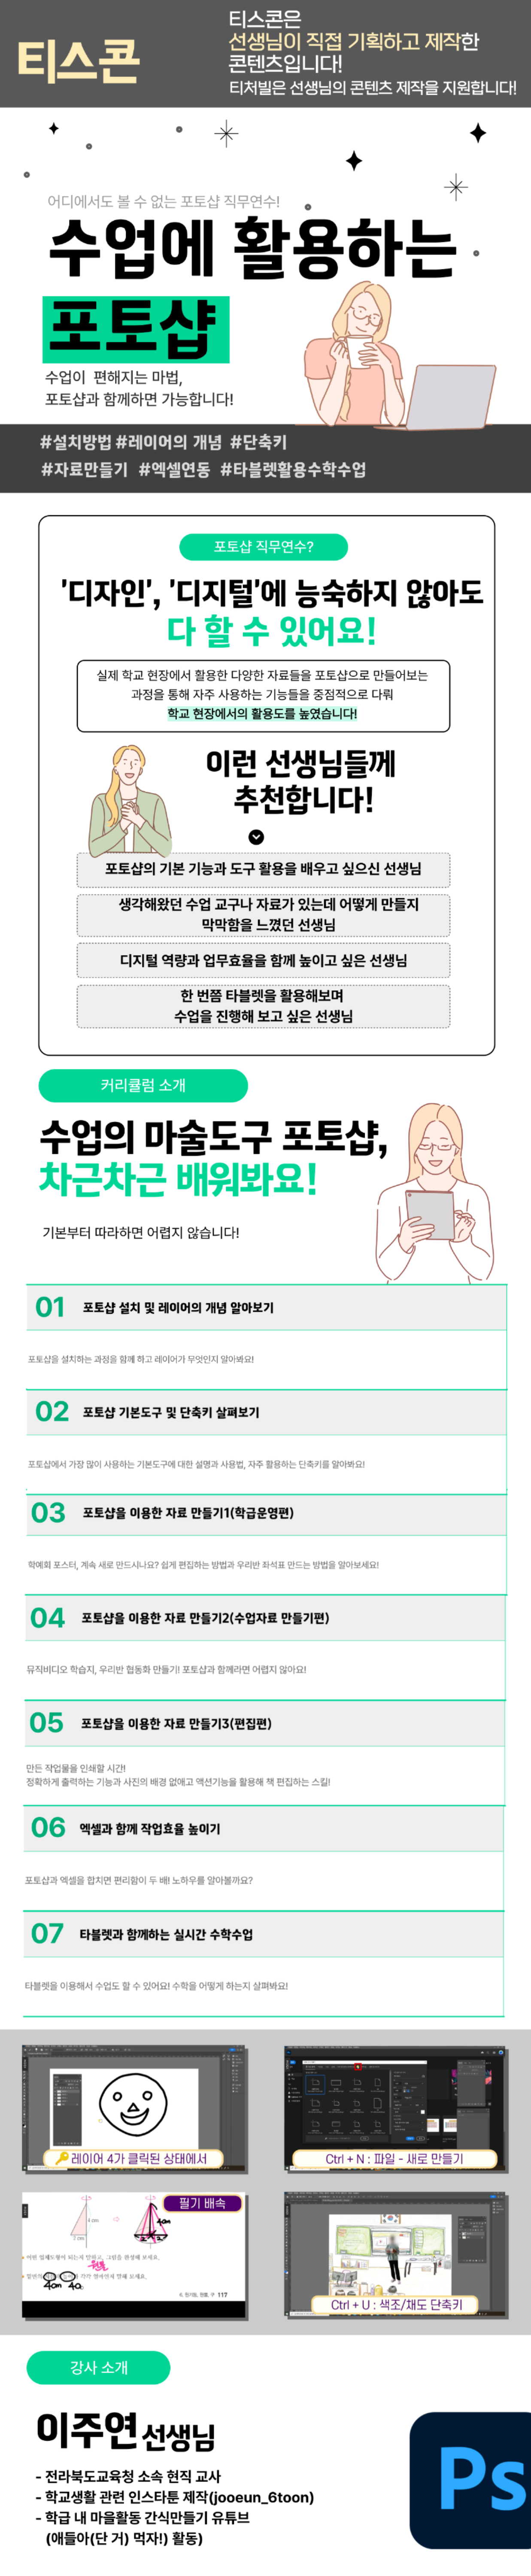 티스콘
티스콘은
선생님이 직접 기획하고 제작한
콘텐츠입니다!
티처빌은 선생님의 콘텐츠 제작을 지원합니다!
어디에서도 볼 수 없는 포토샵 직무연수!
수업에 활용하는
포토샵
수업이 편해지는 마법,
포토샵과 함께하면 가능합니다!
#설치방법 #레이어의 개념 #단축키
#자료만들기 #엑셀연동 #타블렛활용수학수업
포토샵 직무연수?
'디자인', '디지털'에 능숙하지 않아도
다 할 수 있어요!
실제 학교 현장에서 활용한 다양한 자료들을 포토샵으로 만들어보는
과정을 통해 자주 사용하는 기능들을 중점적으로 다뤄
학교 현장에서의 활용도를 높였습니다!
이런 선생님들께
추천합니다!
포토샵의 기본 기능과 도구 활용을 배우고 싶으신 선생님
생각해왔던 수업 교구나 자료가 있는데 어떻게 만들지
막막함을 느꼈던 선생님
디지털 역량과 업무효율을 함께 높이고 싶은 선생님
한 번쯤 타블렛을 활용해보며
수업을 진행해 보고 싶은 선생님
커리큘럼 소개
수업의 마술도구 포토샵,
차근차근 배워봐요!
기본부터 따라하면 어렵지 않습니다!
01 포토샵 설치 및 레이어의 개념 알아보기
포토샵을 설치하는 과정을 함께 하고 레이어가 무엇인지 알아봐요!
02 포토샵 기본도구 및 단축키 살펴보기
포토샵에서 가장 많이 사용하는 기본도구에 대한 설명과 사용법, 자주 활용하는 단축키를 알아봐요!
03 포토샵을 이용한 자료 만들기1(학급운영편)
학예회 포스터, 계속 새로 만드시나요? 쉽게 편집하는 방법과 우리반 좌석표 만드는 방법을 알아보세요!
04 포토샵을 이용한 자료 만들기2(수업자료 만들기편)
뮤직비디오 학습지, 우리반 협동화 만들기! 포토샵과 함께라면 어렵지 않아요!
05 포토샵을 이용한 자료 만들기3(편집편)
만든 작업물을 인쇄할 시간!
정확하게 출력하는 기능과 사진의 배경 없애고 액션기능을 활용해 책 편집하는 스킬!
06 엑셀과 함께 작업효율 높이기
포토샵과 엑셀을 합치면 편리함이 두 배! 노하우를 알아볼까요?
07 타블렛과 함께하는 실시간 수학수업
타블렛을 이용해서 수업도 할 수 있어요! 수학을 어떻게 하는지 살펴봐요!
레이어 4가 클릭된 상태에서
Ctrl + N : 파일 - 새로 만들기
필기 배속
4 cm
117
Ctrl + U : 색조/채도 단축키
강사 소개
이주연 선생님
- 전라북도교육청 소속 현직 교사
- 학교생활 관련 인스타툰 제작(jooeun_6toon)
- 학급 내 마을활동 간식만들기 유튜브
(애들아(단 거) 먹자!) 활동)
Ps